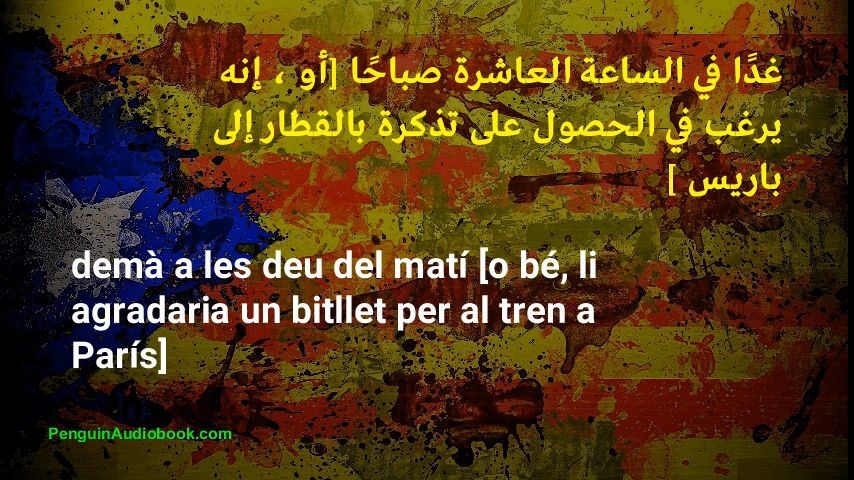 غدًا في الساعة العاشرة صباحًا [أو ، إنه
يرغب في الحصول على تذكرة بالقطار إلى
باريس ]
demà a les deu del matí [o bé, li
agradaria un bitllet per al tren a
París]
PenguinAudiobook.com